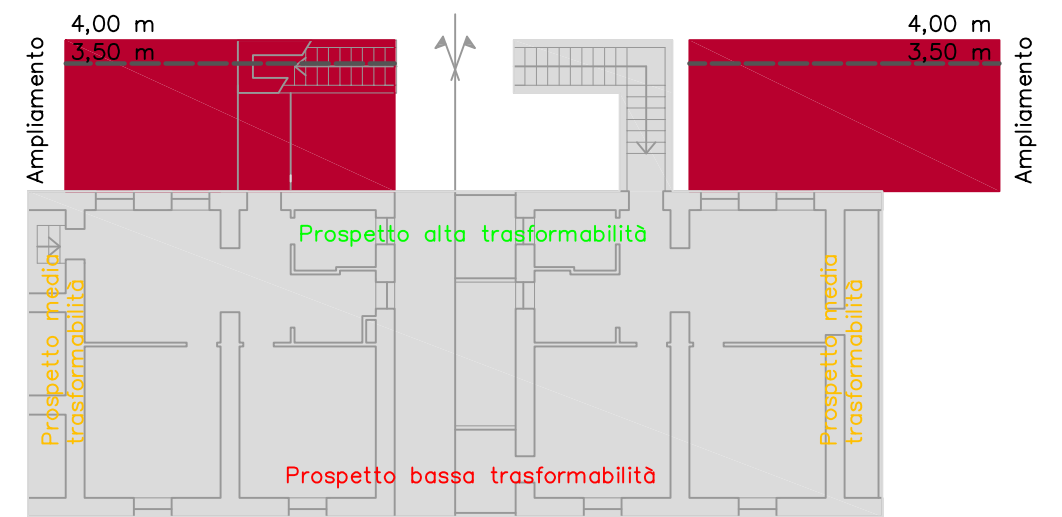 4,00 m
4,00 m
3,50 m
3,50 m
Ampliamento
Ampliamento
Prospetto alta trasformabilità
Prospetto media
trasformabilità
Prospetto media
trasformabilità
Prospetto bassa trasformabilità